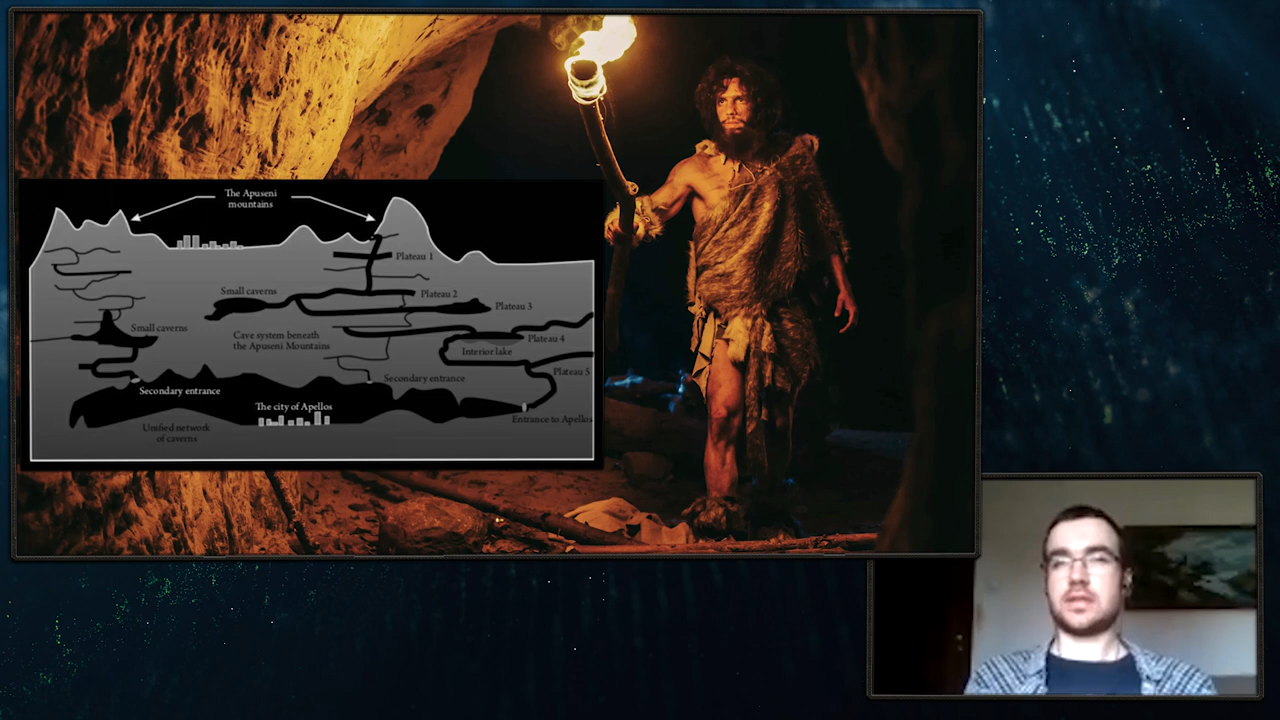 The Apuseni
mountains
Plateau 1
Small caverns
Plateau 2
Plateau 3
Small caverns
Cave system beneath
the Apuseni Mountains
Plateau 4
Interior lake
Plateau 5
Secondary entrance
Secondary entrance
The city of Apellos
Entrance to Apellos
Unified network
of caverns